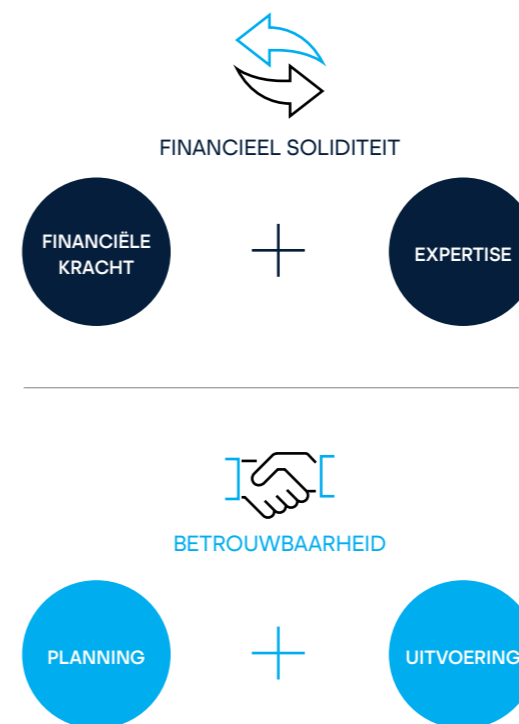 FINANCIEEL SOLIDITEIT
FINANCIËLE
KRACHT
EXPERTISE
BETROUWBAARHEID
PLANNING
UITVOERING